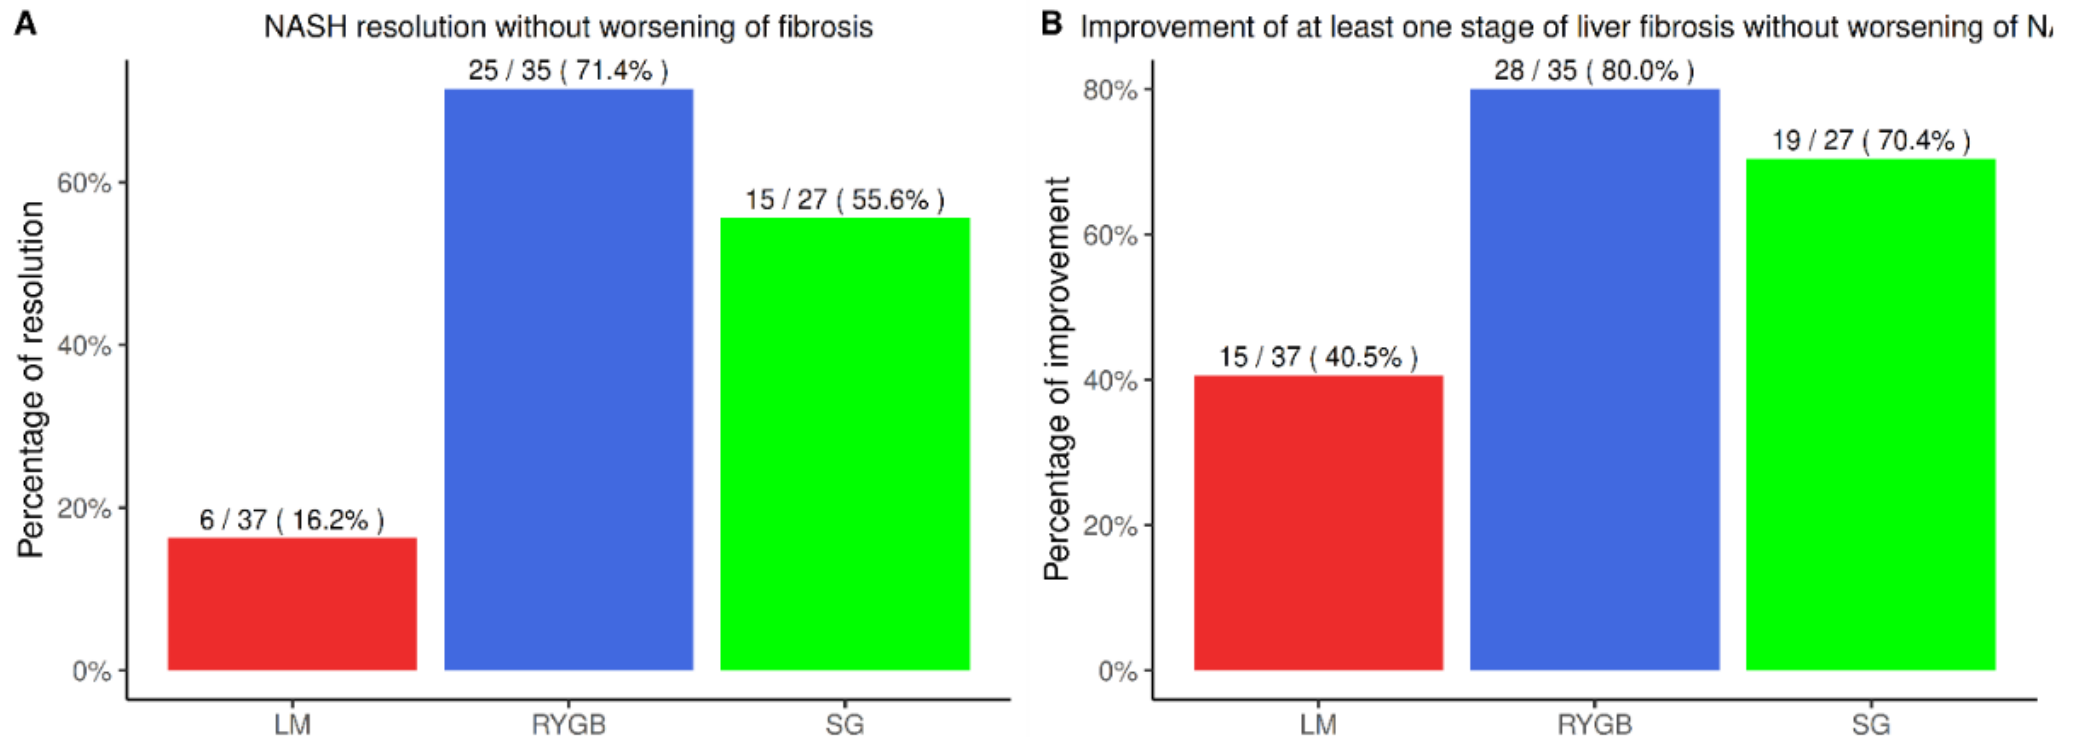 A
NASH resolution without worsening of fibrosis
Percentage of resolution
60%
40%
20%
0%
6 / 37 ( 16.2% )
25 / 35 ( 71.4% )
15 / 27 ( 55.6% )
LM
RYGB
SG
B
Improvement of at least one stage of liver fibrosis without worsening of
Percentage of improvement
80%
60%
40%
20%
0%
15 / 37 ( 40.5% )
28 / 35 ( 80.0% )
19 / 27 ( 70.4% )
LM
RYGB
SG